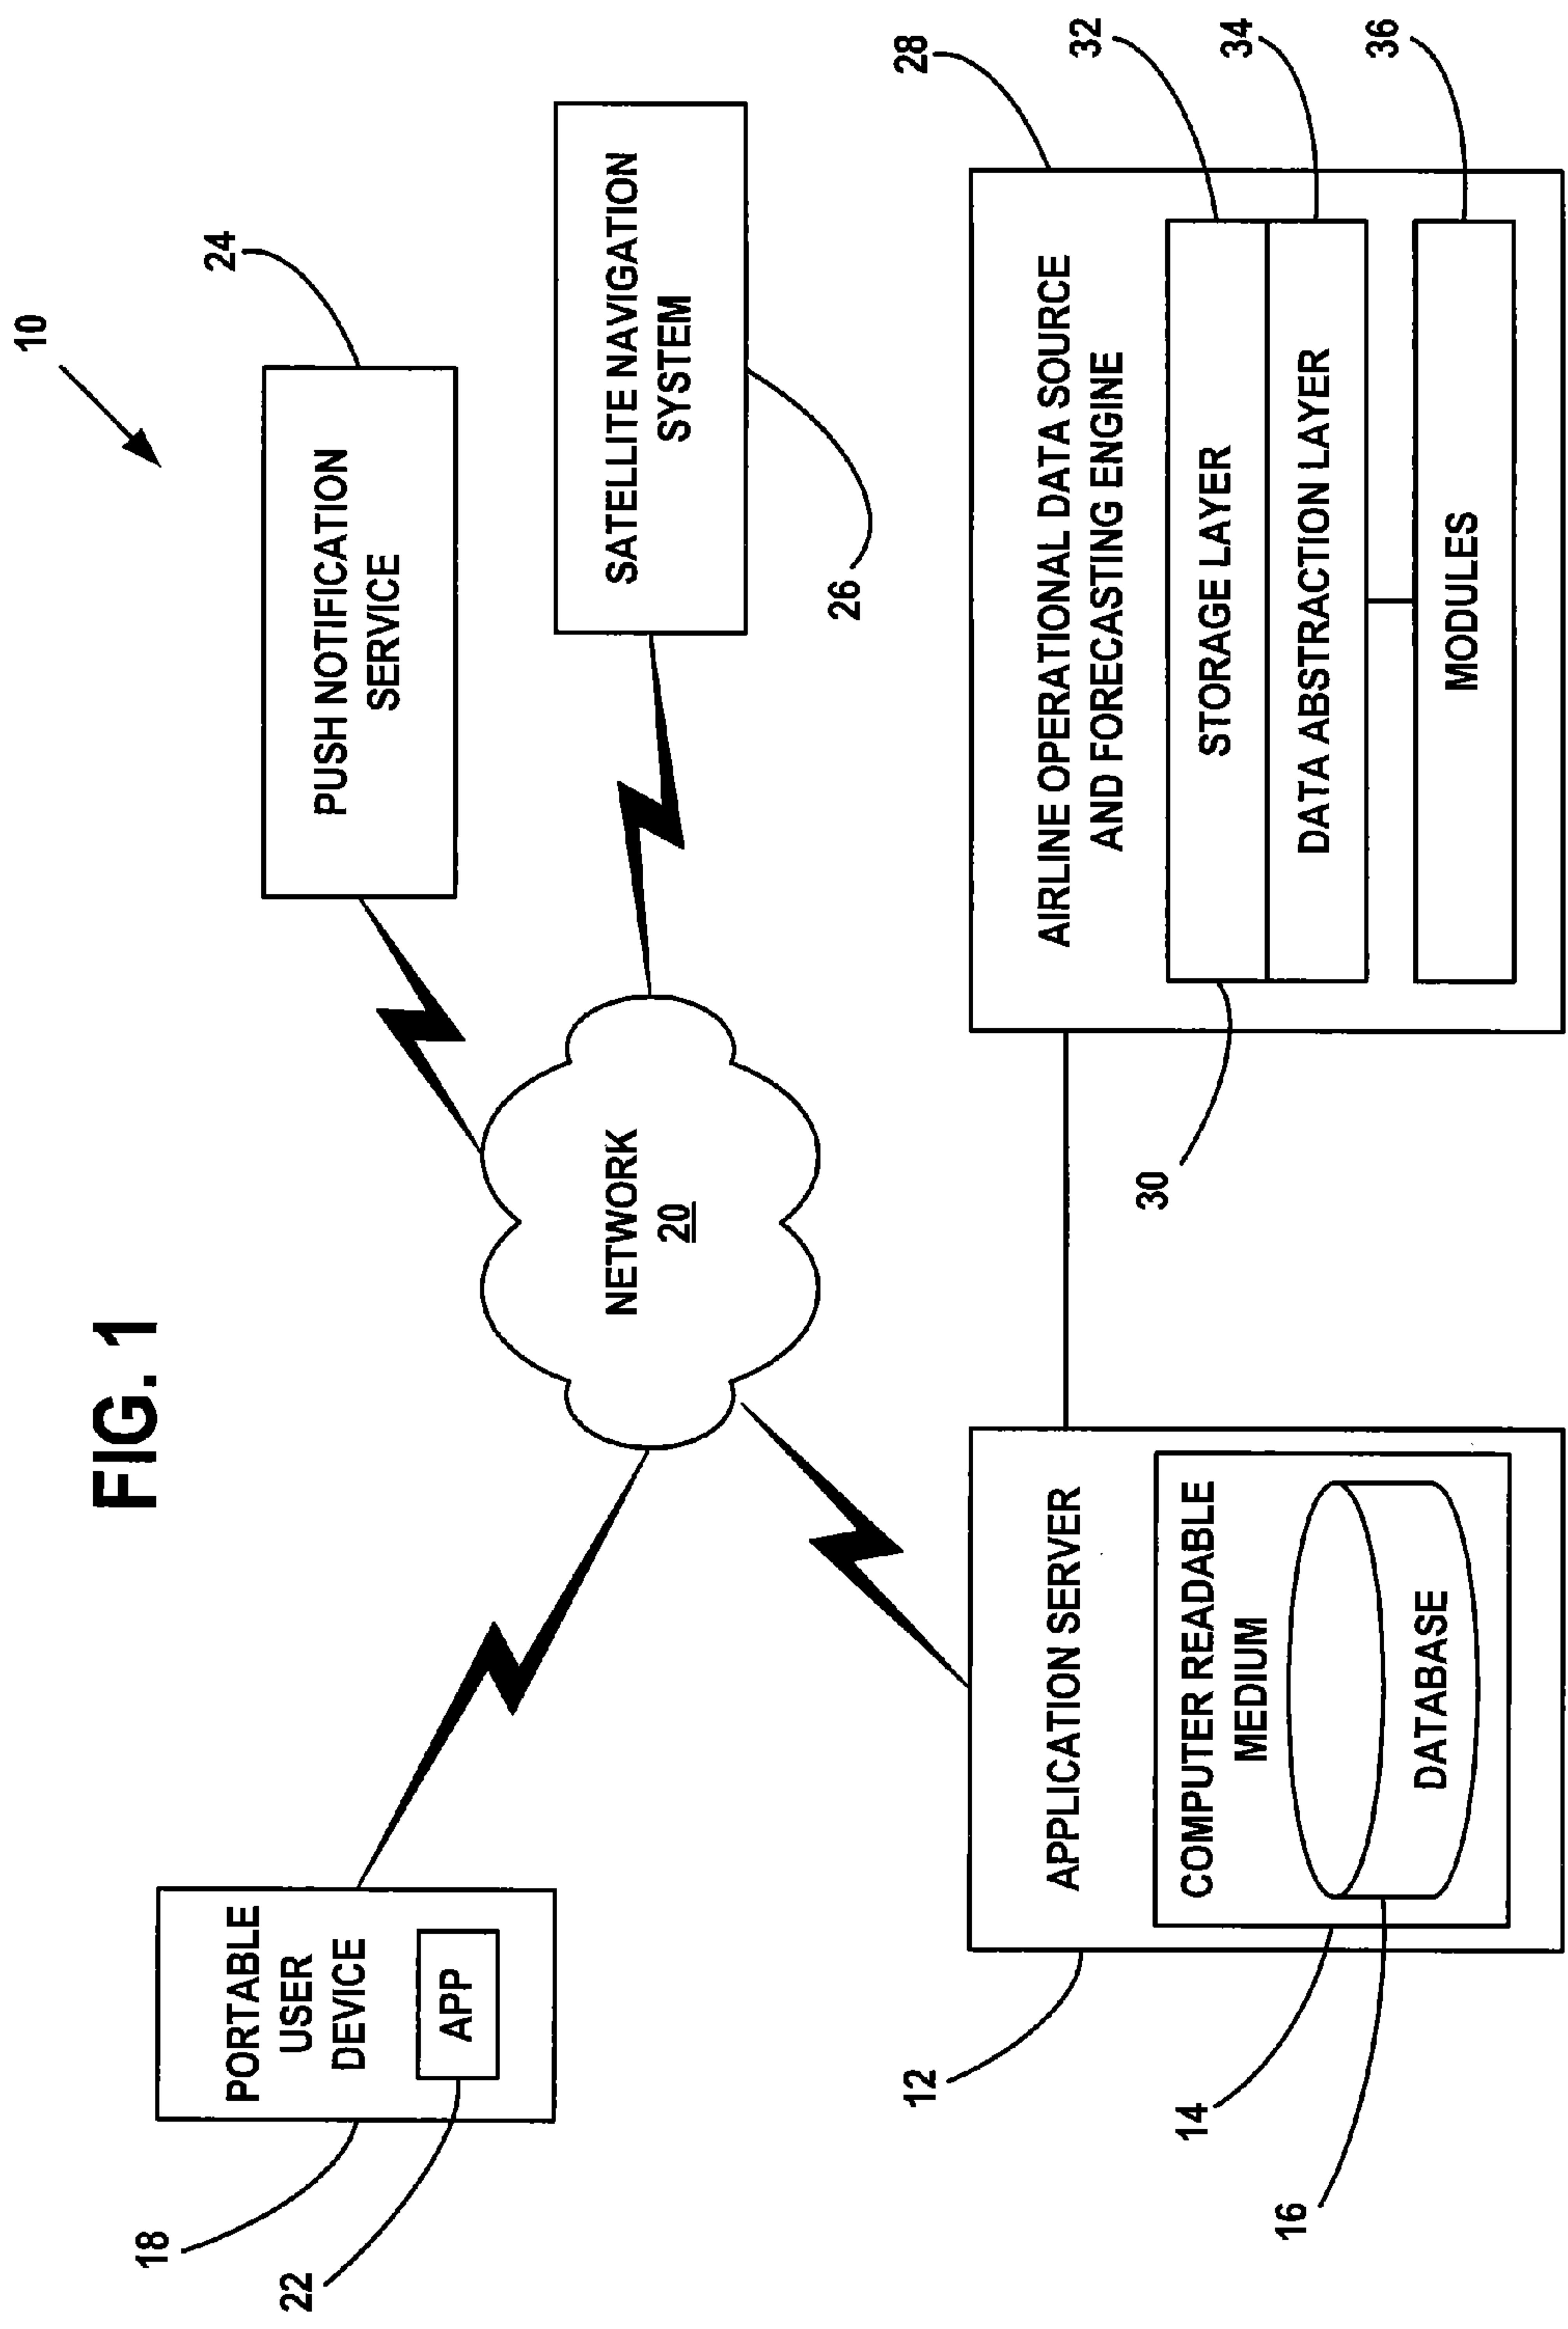 FIG. 1
10
PORTABLE
USER
DEVICE
APP
18
22
PUSH NOTIFICATION
SERVICE
24
NETWORK
20
SATELLITE NAVIGATION
SYSTEM
26
APPLICATION SERVER
COMPUTER READABLE
MEDIUM
DATABASE
12
14
16
AIRLINE OPERATIONAL DATA SOURCE
AND FORECASTING ENGINE
STORAGE LAYER
DATA ABSTRACTION LAYER
MODULES
28
30
32
34
36